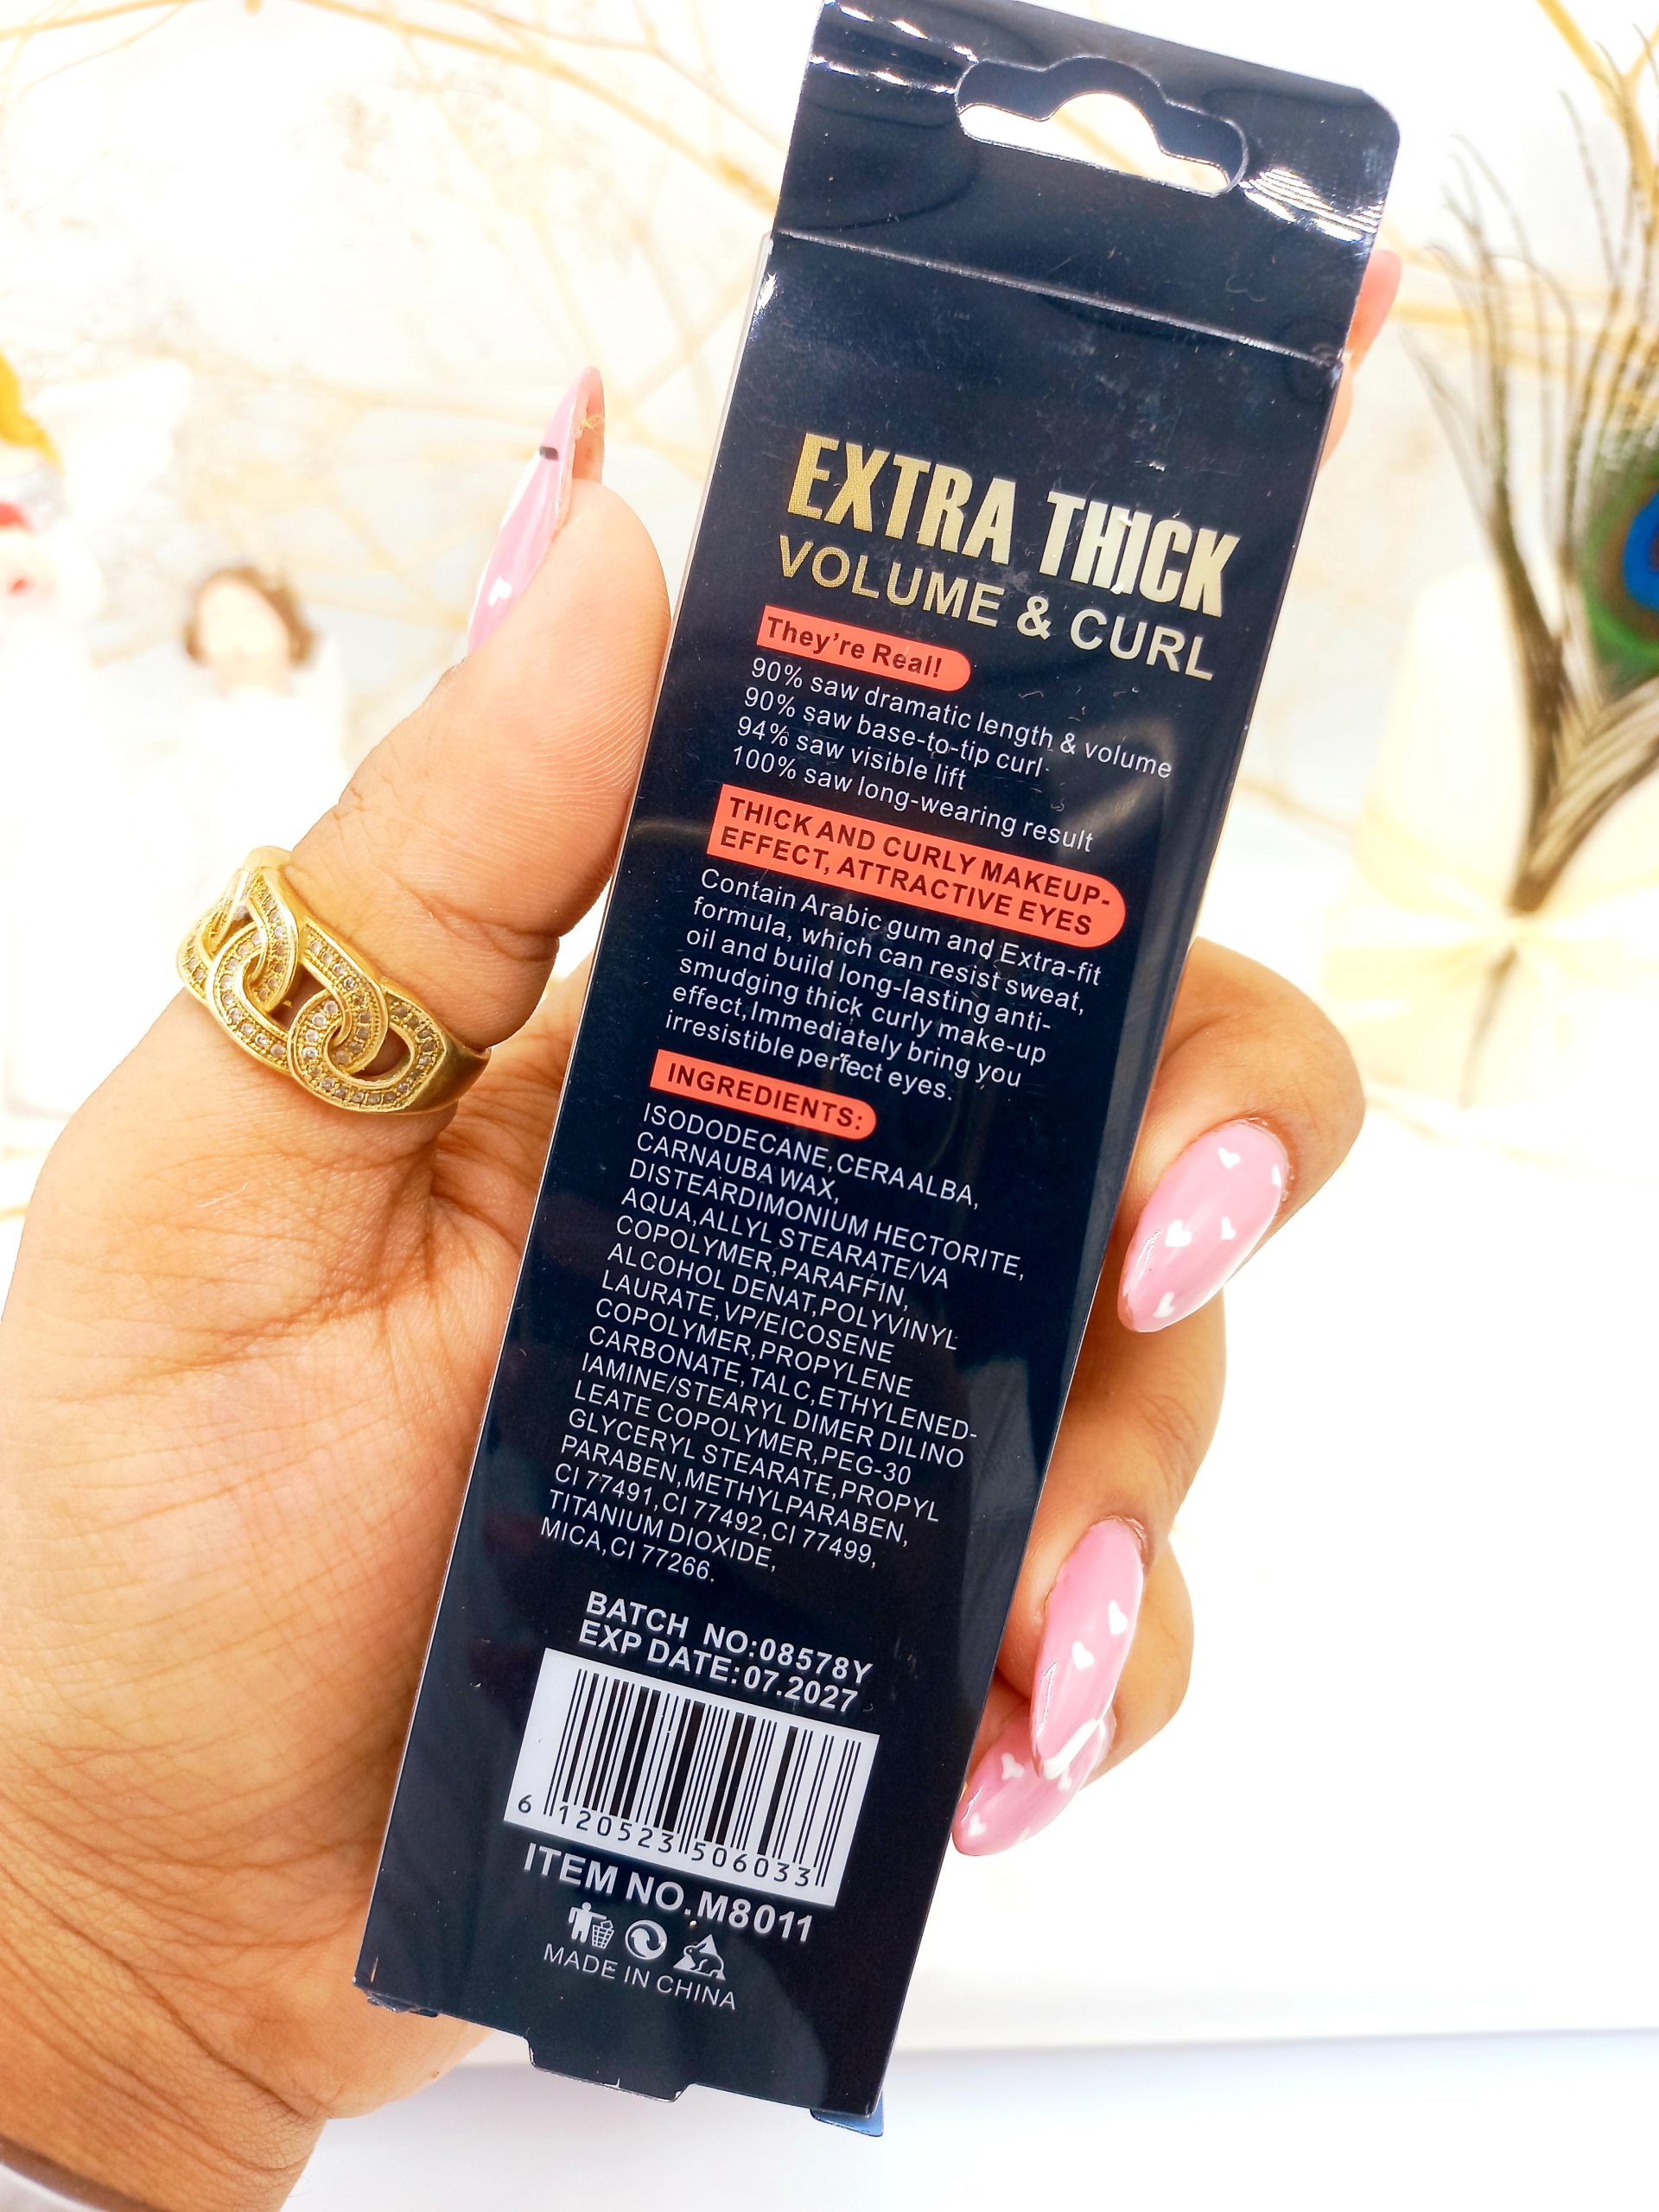 EXTRA THICK
VOLUME & CURL
They're Real!
90% saw dramatic length & volume
90% saw base-to-tip curl
94% saw visible lift
100% saw long-wearing result
THICK AND CURLY MAKEUP-
EFFECT, ATTRACTIVE EYES
Contain Arabic gum and Extra-fit
formula, which can resist sweat,
oil and build long-lasting anti-
smudging thick curly make-up
effect,Immediately bring you
irresistible perfect eyes.
INGREDIENTS:
ISODODECANE,CERA ALBA,
CARNAUBA WAX,
DISTEARDIMONIUM HECTORITE,
AQUA,ALLYL STEARATE/VA
COPOLYMER,PARAFFIN,
ALCOHOL DENAT,POLYVINYL
LAURATE,VP/EICOSENE
COPOLYMER,PROPYLENE
CARBONATE,TALC,ETHYLENED-
IAMINE/STEARYL DIMER DILINO
LEATE COPOLYMER,PEG-30
GLYCERYL STEARATE,PROPYL
PARABEN,METHYLPARABEN,
CI 77491,CI 77492,CI 77499,
TITANIUM DIOXIDE,
MICA,CI 77266.
BATCH NO:08578Y
EXP DATE:07.2027
6 120523 506033
ITEM NO.M8011
MADE IN CHINA